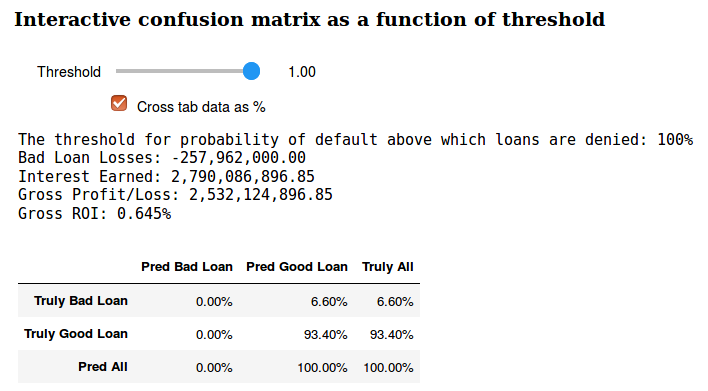 Interactive confusion matrix as a function of threshold
Threshold 1.00
Cross tab data as %
The threshold for probability of default above which loans are denied: 100%
Bad Loan Losses: -257,962,000.00
Interest Earned: 2,790,086,896.85
Gross Profit/Loss: 2,532,124,896.85
Gross ROI: 0.645%
Pred Bad Loan Pred Good Loan Truly All
Truly Bad Loan 0.00% 6.60% 6.60%
Truly Good Loan 0.00% 93.40% 93.40%
Pred All 0.00% 100.00% 100.00%